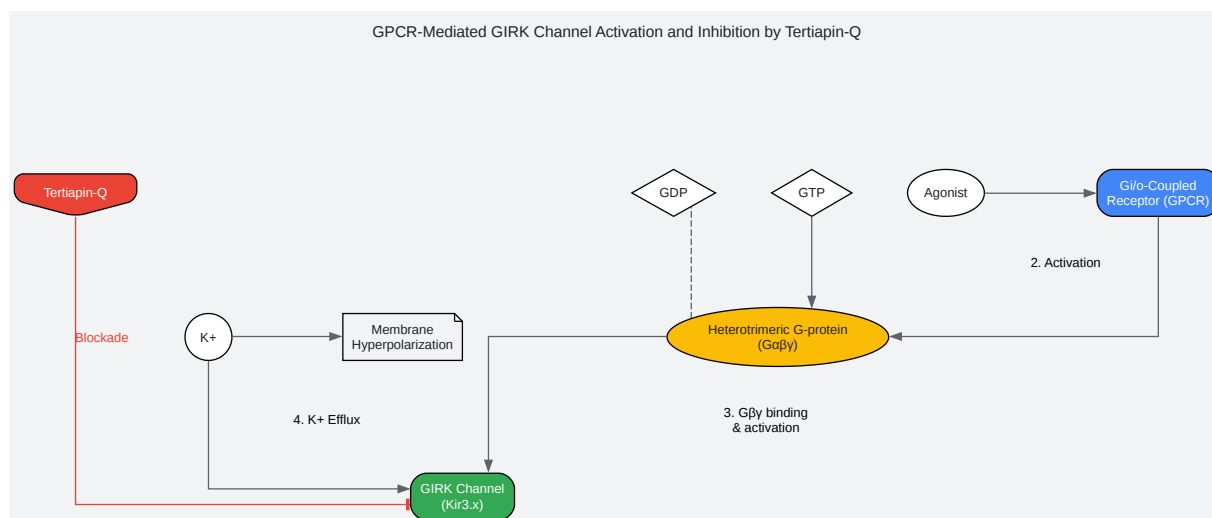 GPCR-Mediated GIRK Channel Activation and Inhibition by Tertiapin-Q
Tertiapin-Q
GDP
GTP
Agonist
Gi/o-Coupled
Receptor (GPCR)
2. Activation
Blockade
K+
Membrane
Hyperpolarization
Heterotrimeric G-protein
(Gαβγ)
4. K+ Efflux
3. Gβγ binding
& activation
GIRK Channel
(Kir3.x)